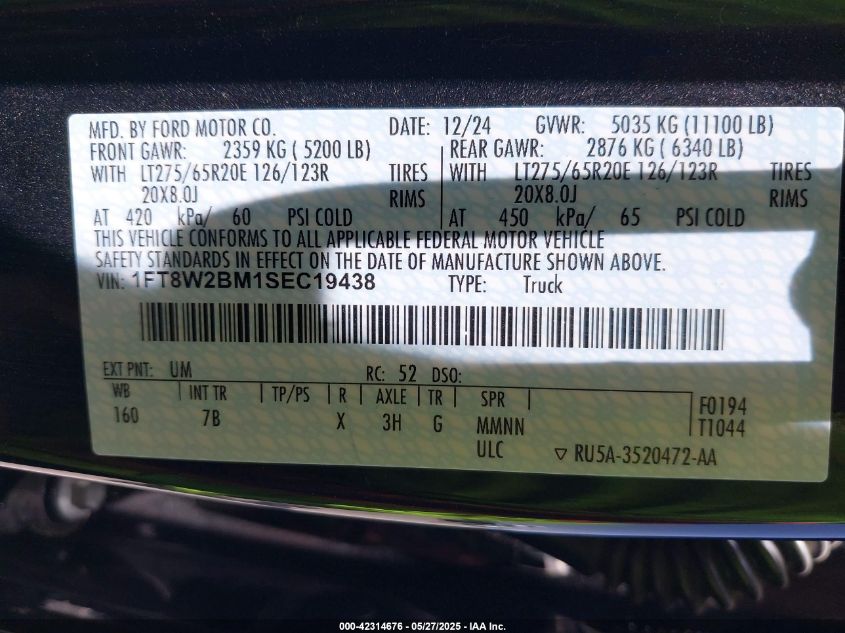 MFD. BY FORD MOTOR CO. DATE: 12/24 GVWR: 5035 KG (11100 LB)
FRONT GAWR: 2359 KG ( 5200 LB) REAR GAWR: 2876 KG ( 6340 LB)
WITH LT275/65R20E 126/123R TIRES WITH LT275/65R20E 126/123R TIRES
20X8.0J RIMS 20X8.0J RIMS
AT 420 kPa/ 60 PSI COLD AT 450 kPa/ 65 PSI COLD
THIS VEHICLE CONFORMS TO ALL APPLICABLE FEDERAL MOTOR VEHICLE
SAFETY STANDARDS IN EFFECT ON THE DATE OF MANUFACTURE SHOWN ABOVE.
VIN: 1FT8W2BM1SEC19438 TYPE: Truck
EXT PNT: UM RC: 52 DSO:
WB INT TR TP/PS R AXLE TR SPR
160 7B X 3H G MMNN
ULC
F0194
T1044
▽ RU5A-3520472-AA
000-42314676 — 05/27/2025 — IAA Inc.